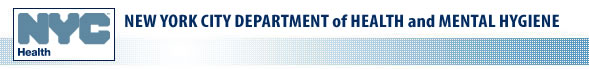 NYC
Health
NEW YORK CITY DEPARTMENT of HEALTH and MENTAL HYGIENE